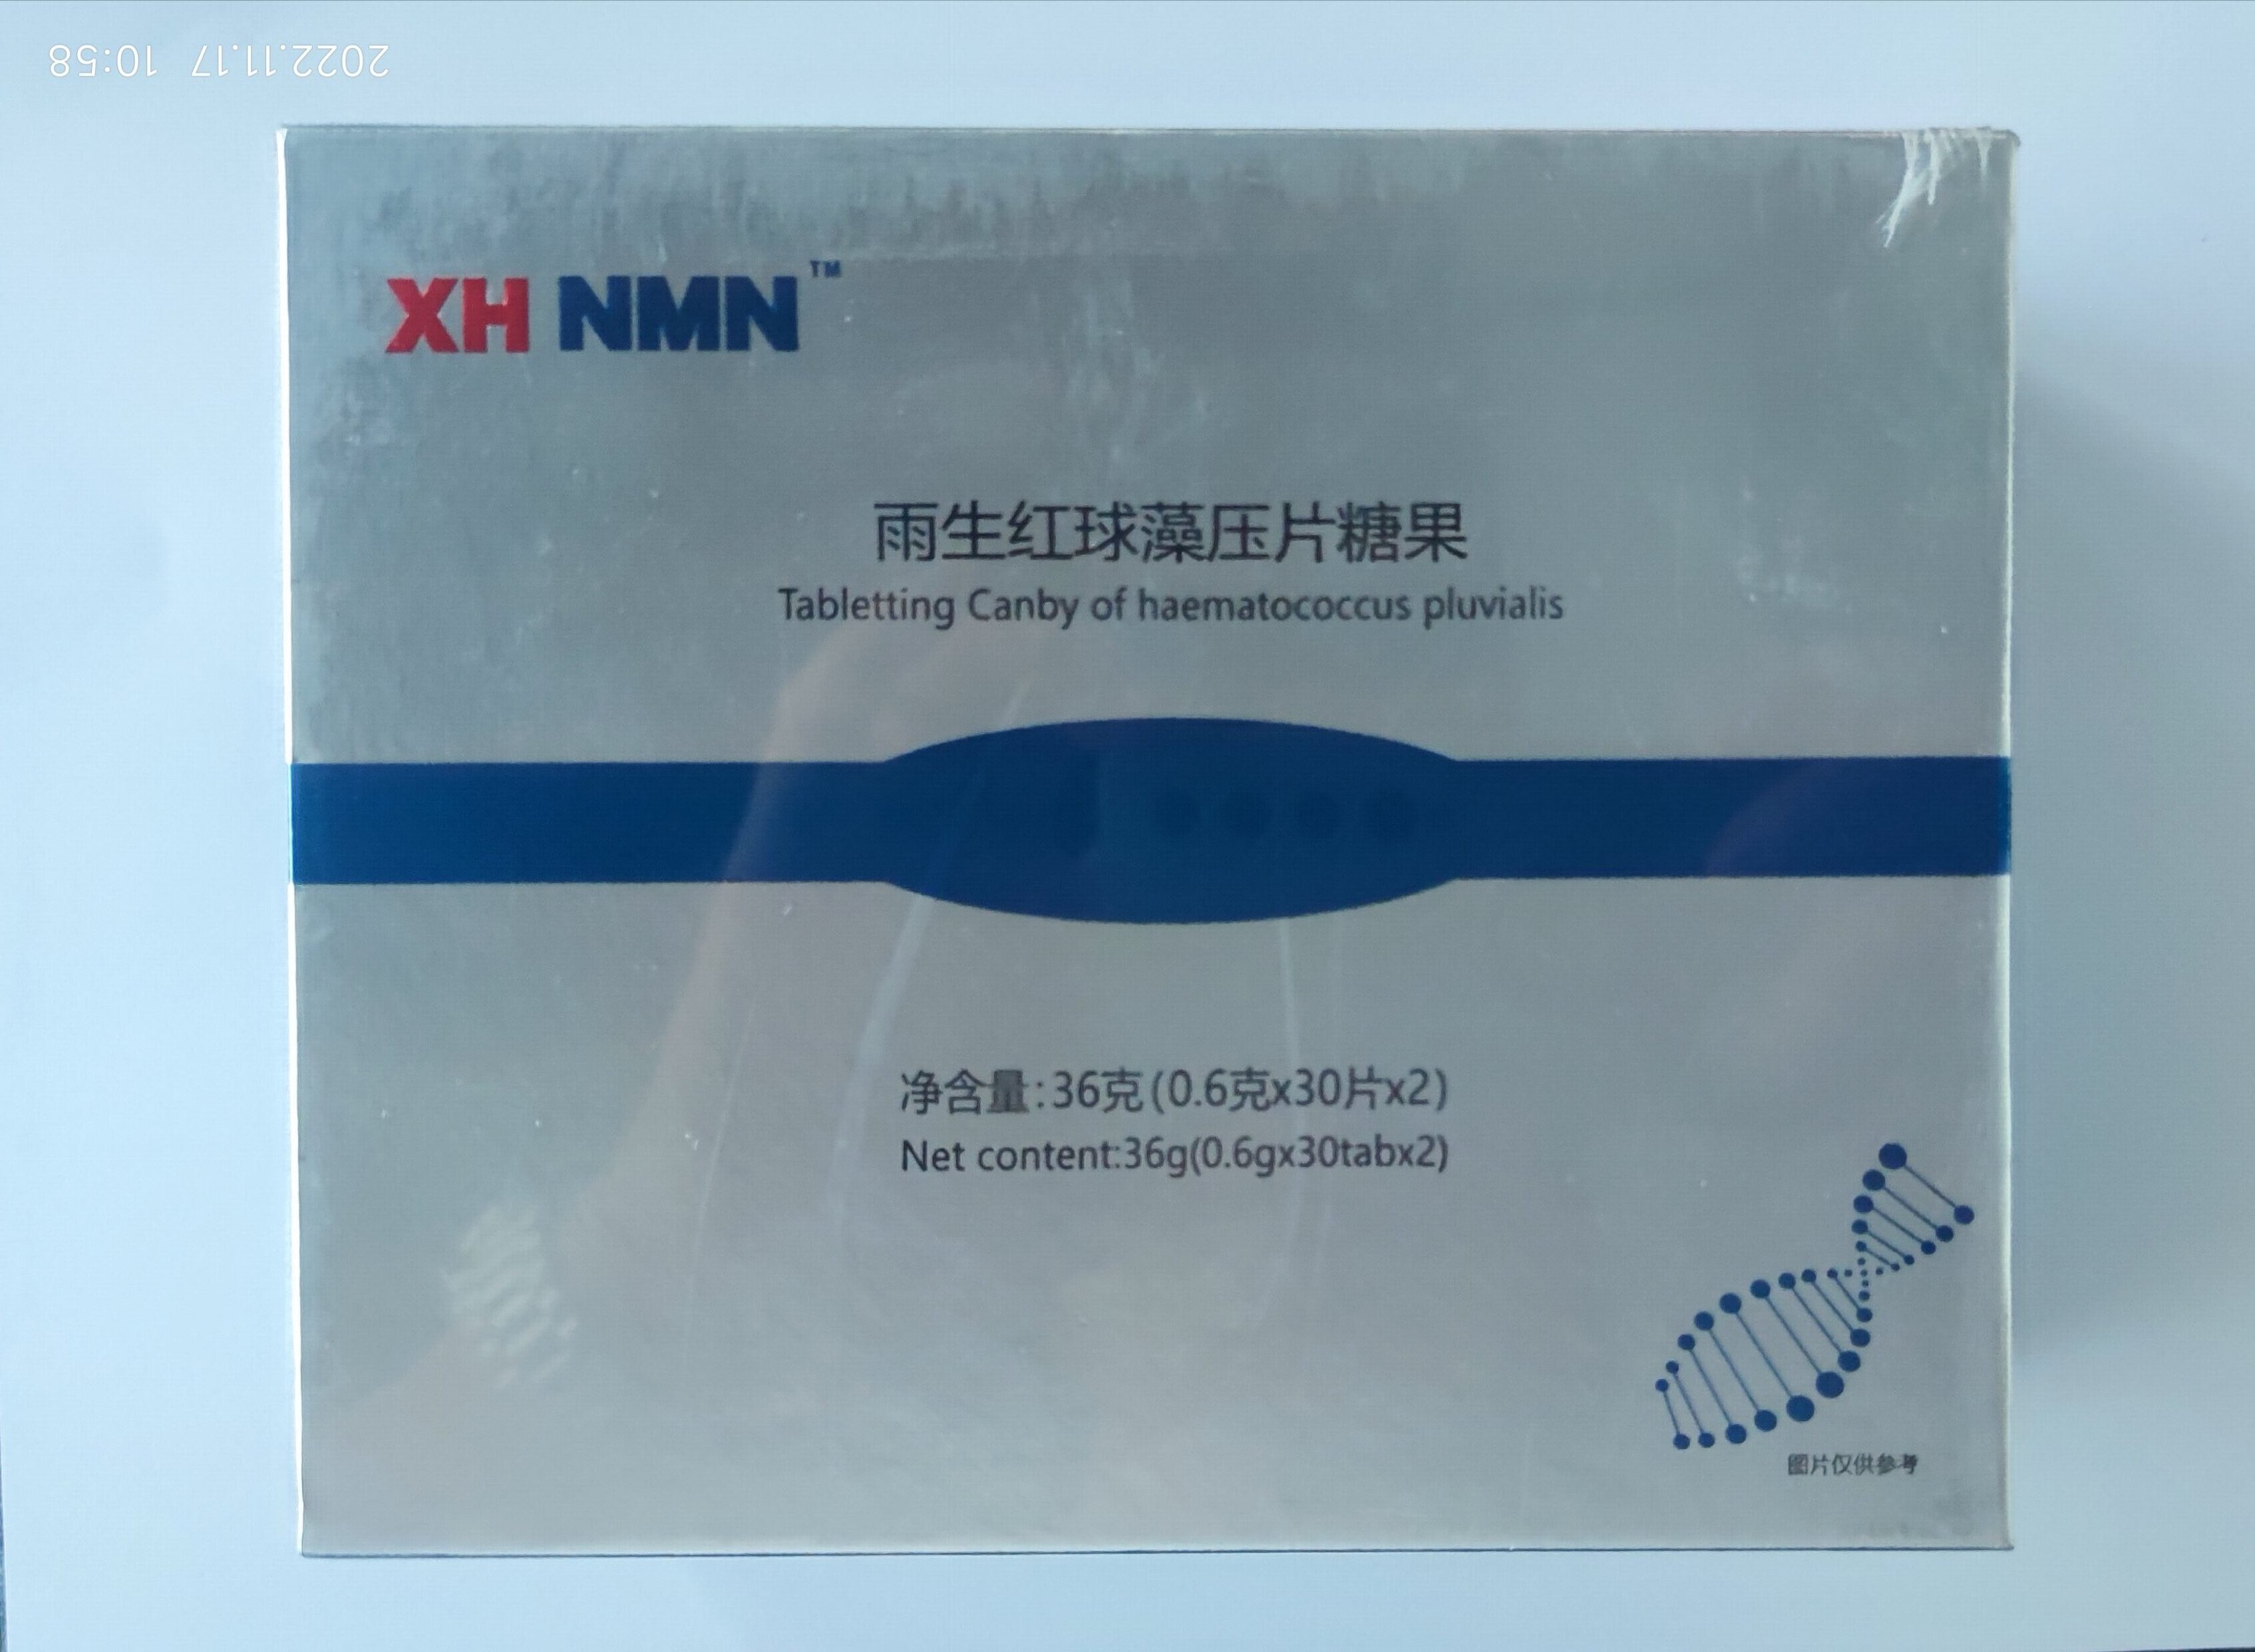 2022.11.17 10:58
XH NMN™
雨生红球藻压片糖果
Tabletting Canby of haematococcus pluvialis
净含量:36克(0.6克x30片x2)
Net content:36g(0.6gx30tabx2)
图片仅供参考